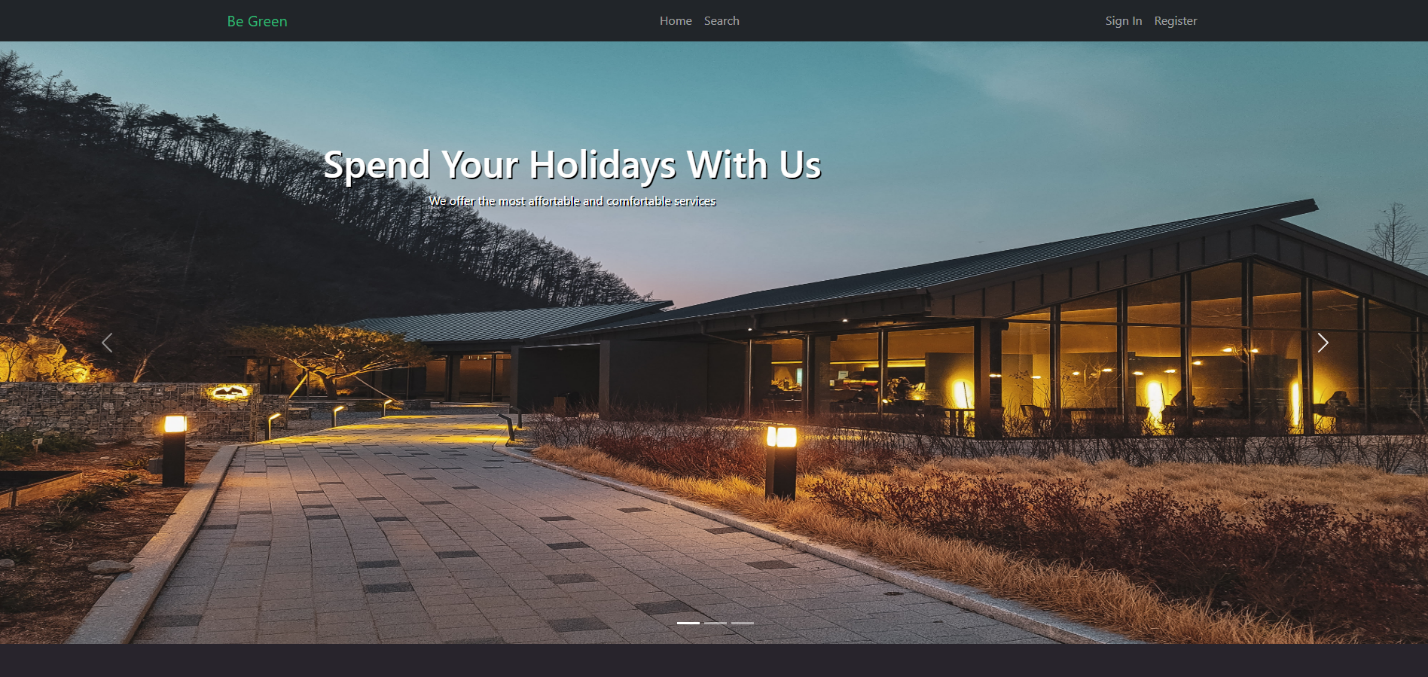 Be Green
Home Search
Sign In Register
Spend Your Holidays With Us
We offer the most affortable and comfortable services